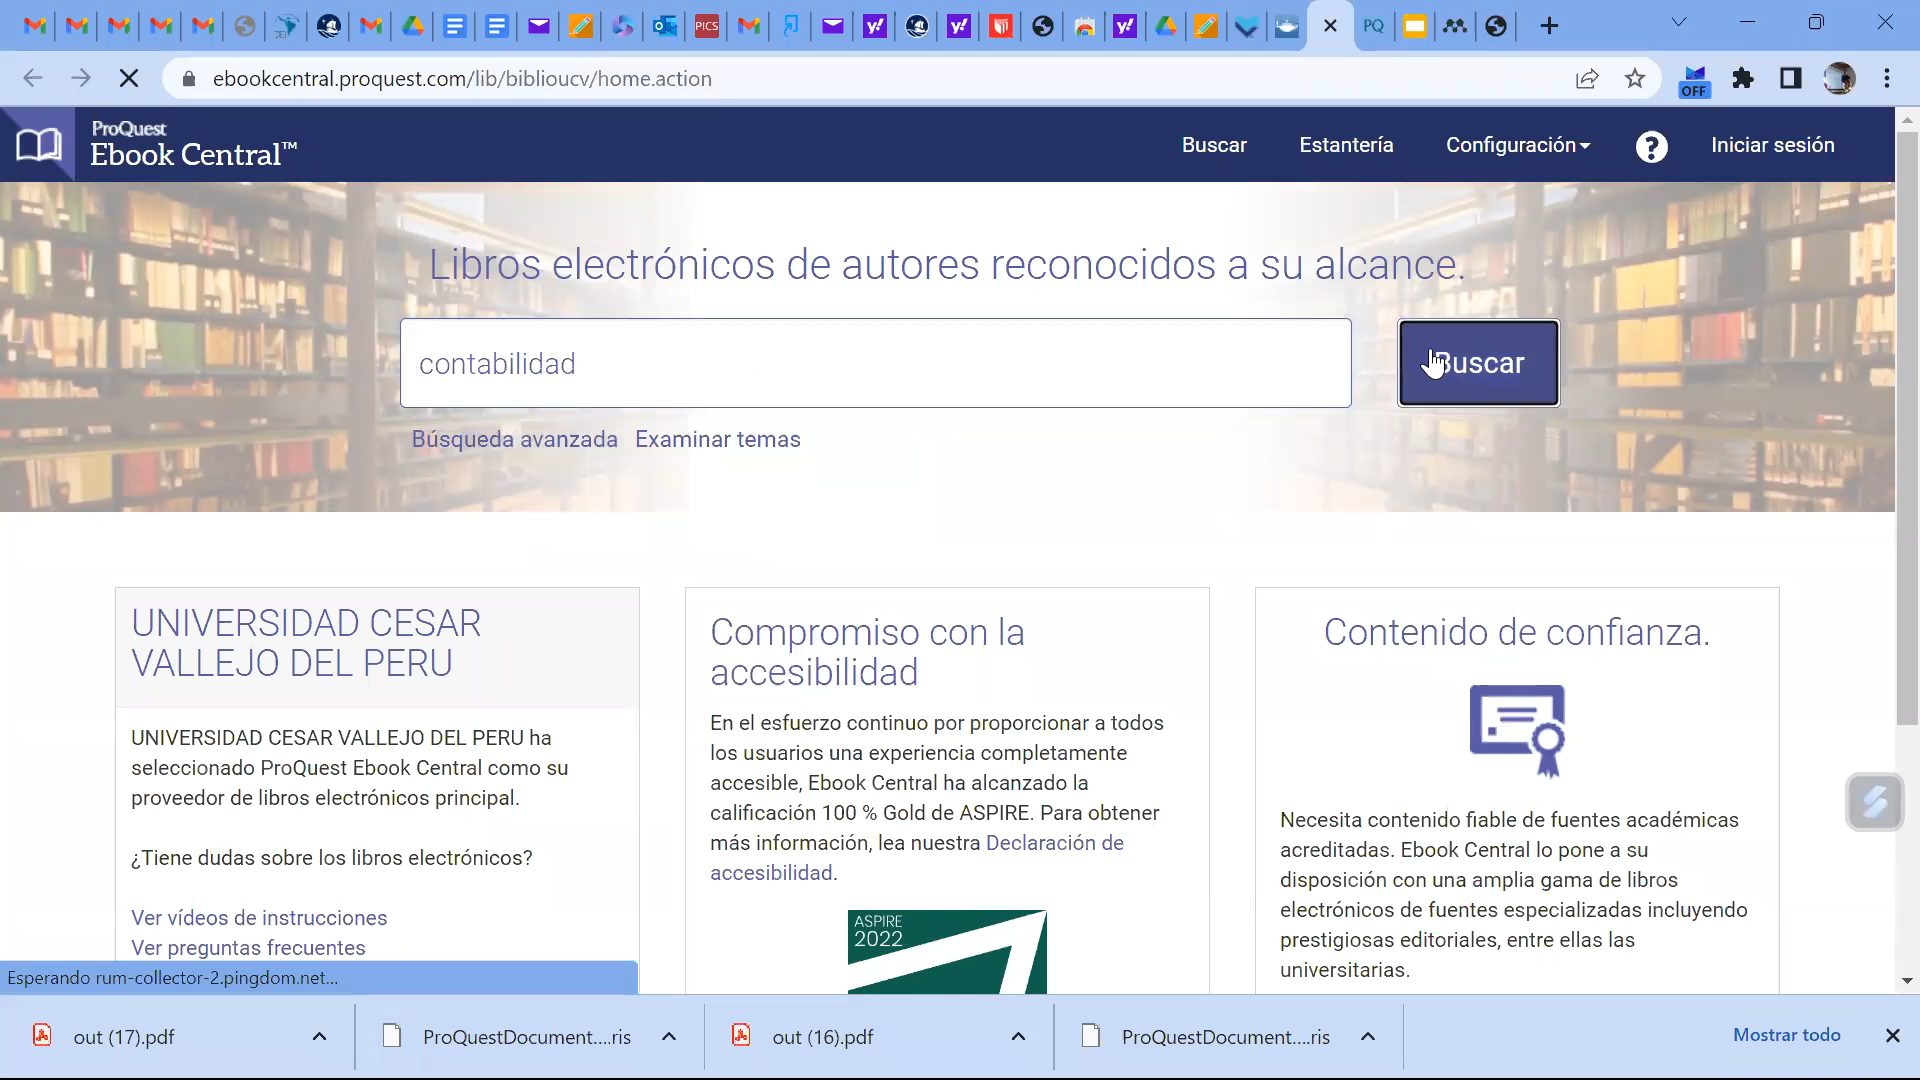 PICS
PQ
ebookcentral.proquest.com/lib/biblioucv/home.action
OFF
ProQuest
Ebook Central™
Buscar
Estantería
Configuración
?
Iniciar sesión
Libros electrónicos de autores reconocidos a su alcance.
contabilidad
Buscar
Búsqueda avanzada
Examinar temas
UNIVERSIDAD CESAR
VALLEJO DEL PERU
UNIVERSIDAD CESAR VALLEJO DEL PERU ha
seleccionado ProQuest Ebook Central como su
proveedor de libros electrónicos principal.
¿Tiene dudas sobre los libros electrónicos?
Ver vídeos de instrucciones
Ver preguntas frecuentes
Compromiso con la
accesibilidad
En el esfuerzo continuo por proporcionar a todos
los usuarios una experiencia completamente
accesible, Ebook Central ha alcanzado la
calificación 100 % Gold de ASPIRE. Para obtener
más información, lea nuestra Declaración de
accesibilidad.
ASPIRE
2022
Contenido de confianza.
Necesita contenido fiable de fuentes académicas
acreditadas. Ebook Central lo pone a su
disposición con una amplia gama de libros
electrónicos de fuentes especializadas incluyendo
prestigiosas editoriales, entre ellas las
universitarias.
Esperando rum-collector-2.pingdom.net...
out (17).pdf
ProQuestDocument....ris
out (16).pdf
ProQuestDocument....ris
Mostrar todo